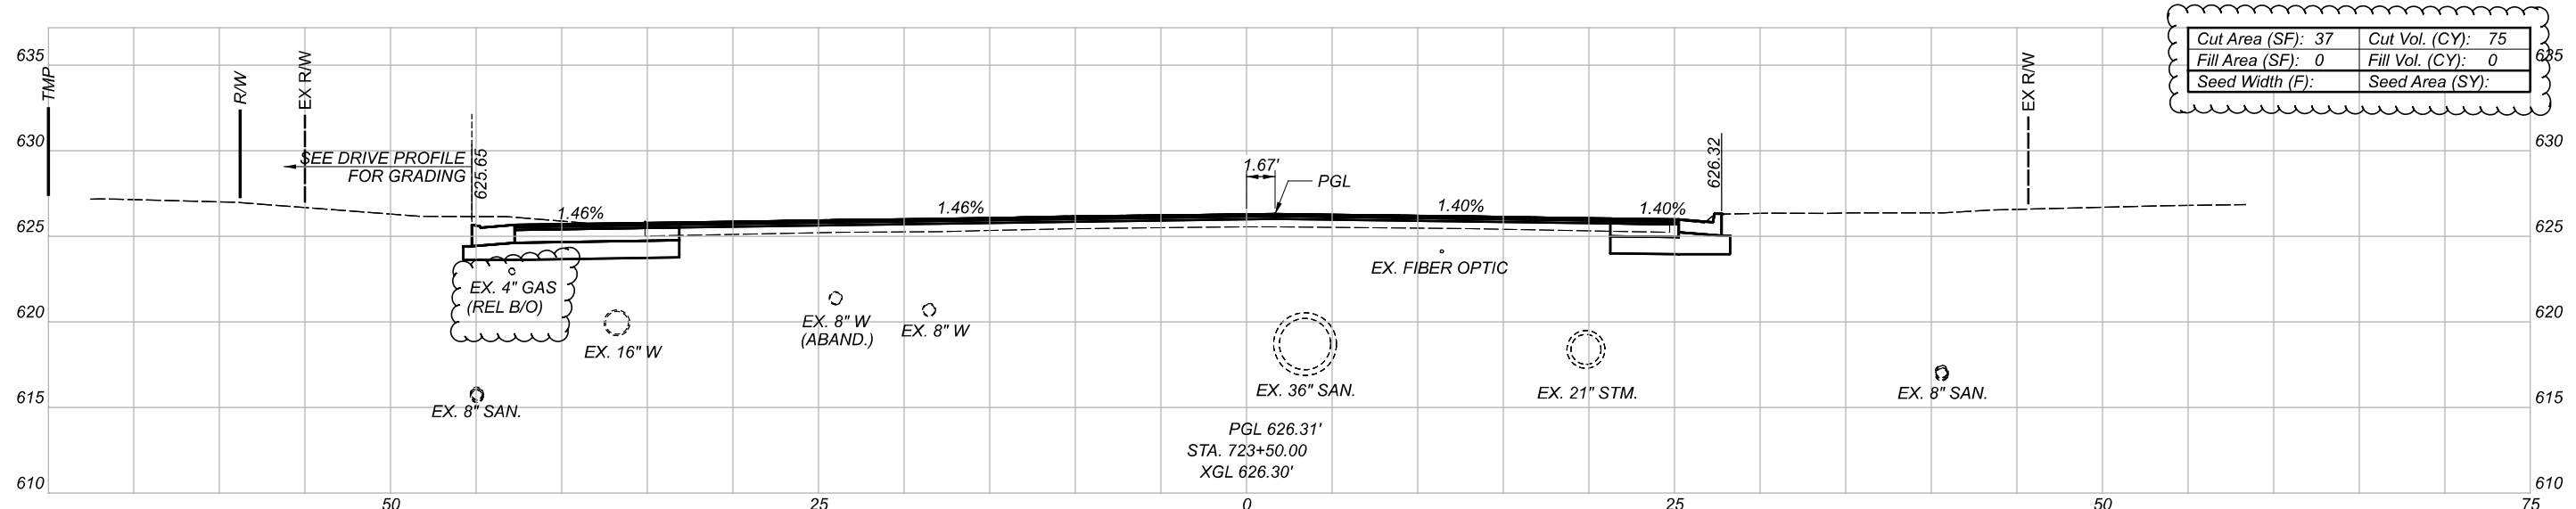 Cut Area (SF): 37 Cut Vol. (CY): 75
Fill Area (SF): 0 Fill Vol. (CY): 0
Seed Width (F): Seed Area (SY):
635 635
TMP
R/W
EX R/W
EX R/W
630 630
SEE DRIVE PROFILE
FOR GRADING
625.65
1.67'
PGL
626.32
1.46%
1.46%
1.40%
1.40%
625 625
EX. FIBER OPTIC
EX. 4" GAS
(REL B/O)
620 620
EX. 8" W
(ABAND.)
EX. 8" W
EX. 16" W
EX. 36" SAN.
EX. 21" STM.
EX. 8" SAN.
615 615
EX. 8" SAN.
PGL 626.31'
STA. 723+50.00
XGL 626.30'
610 610
50 25 0 25 50 75